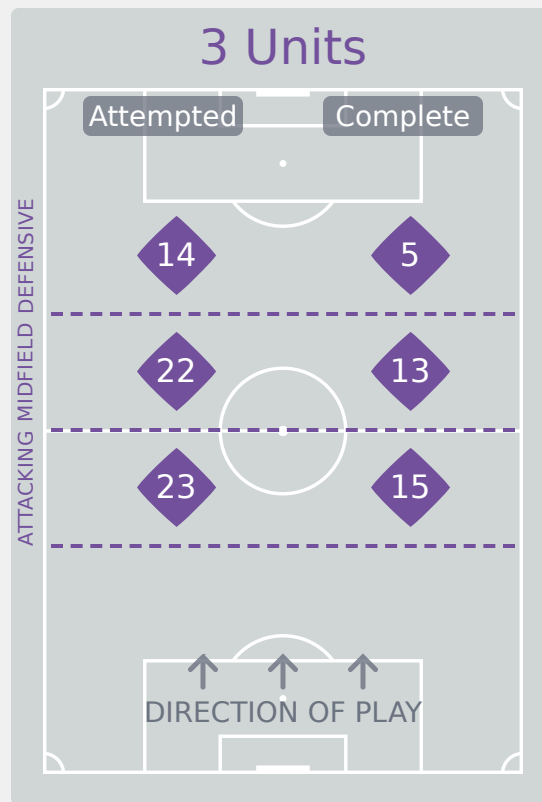 3 Units
Attempted Complete
14 5
22 13
23 15
ATTACKING MIDFIELD DEFENSIVE
DIRECTION OF PLAY